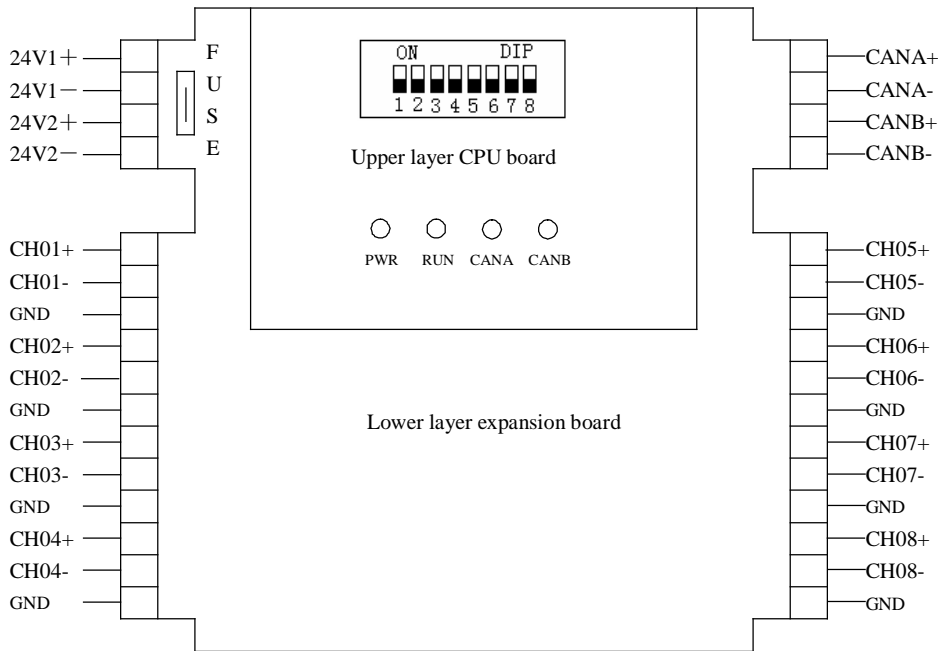 24V1+
24V1-
24V2+
24V2-
F
U
S
E
ON DIP
1 2 3 4 5 6 7 8
Upper layer CPU board
PWR RUN CANA CANB
CANA+
CANA-
CANB+
CANB-
CH01+
CH01-
GND
CH02+
CH02-
GND
CH03+
CH03-
GND
CH04+
CH04-
GND
Lower layer expansion board
CH05+
CH05-
GND
CH06+
CH06-
GND
CH07+
CH07-
GND
CH08+
CH08-
GND